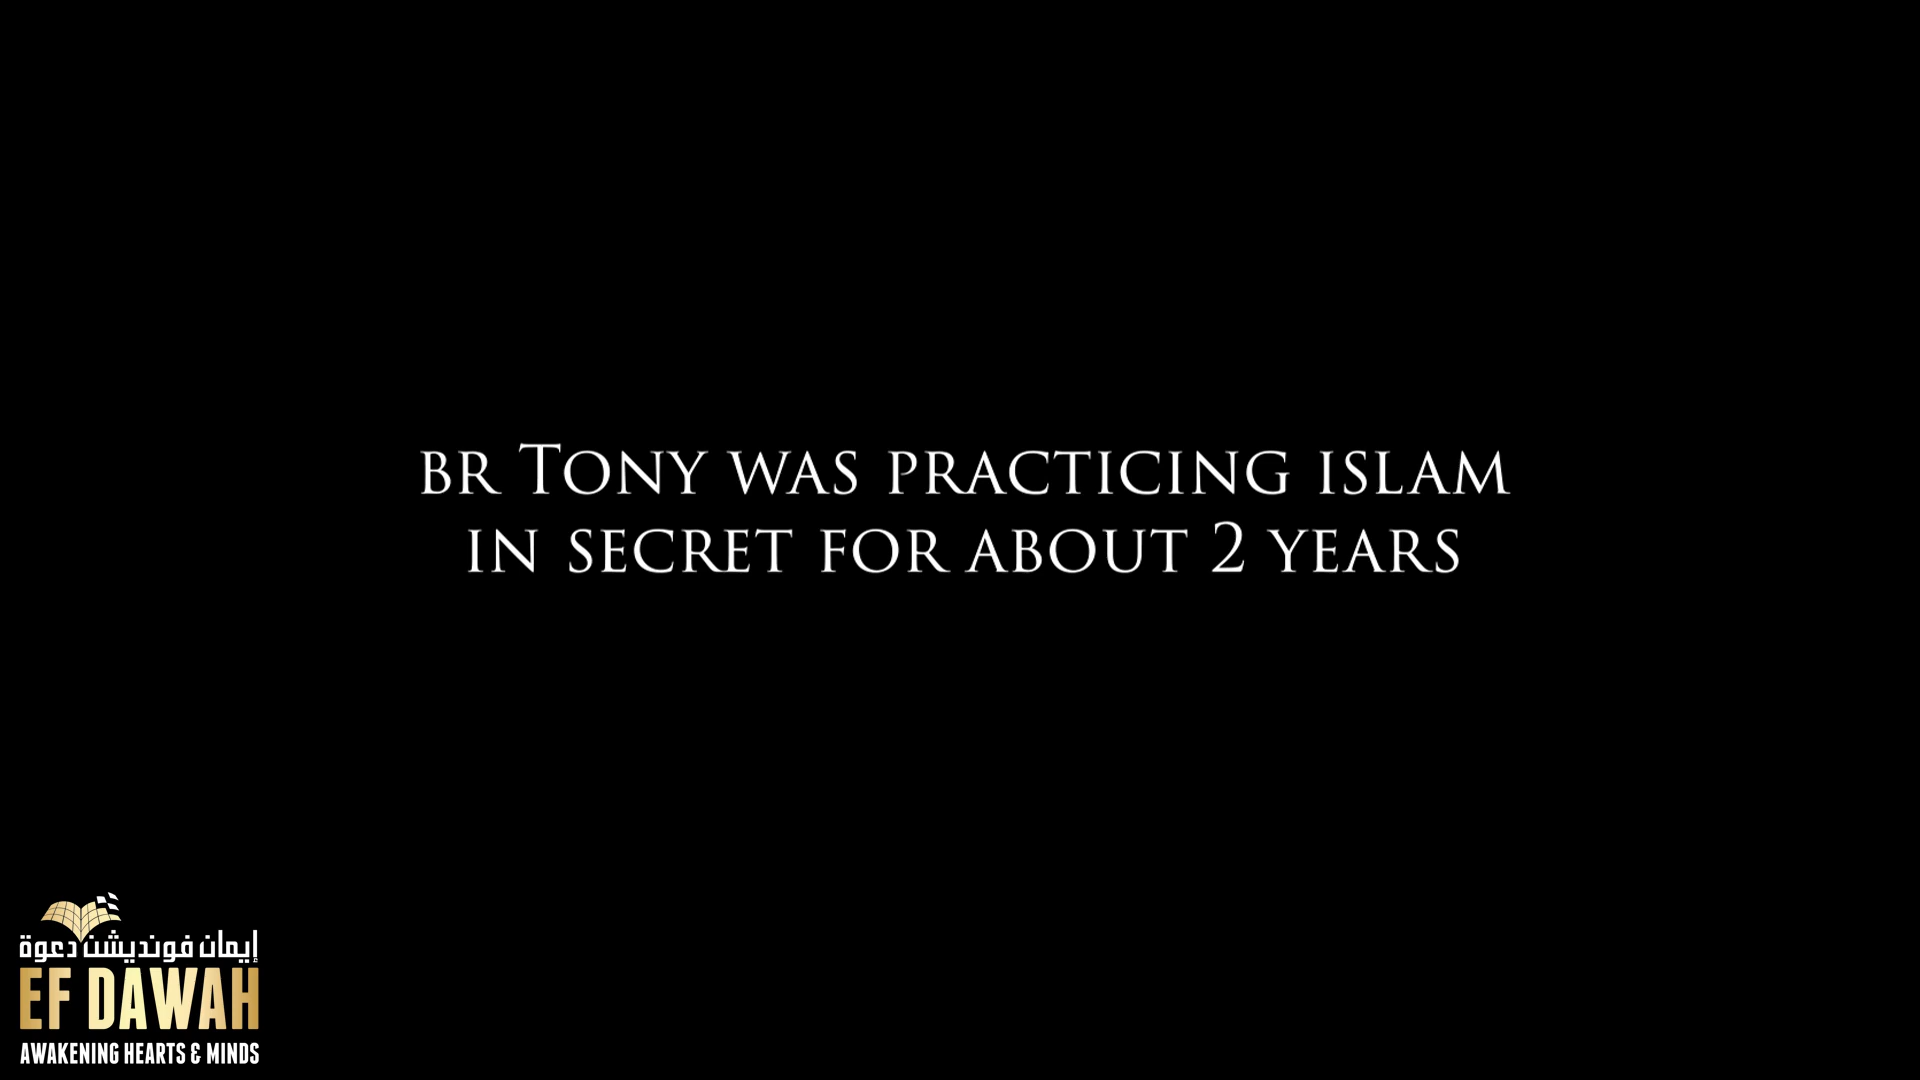 BR TONY WAS PRACTICING ISLAM
IN SECRET FOR ABOUT 2 YEARS
إيمان فونديشن دعوة
EF DAWAH
AWAKENING HEARTS & MINDS